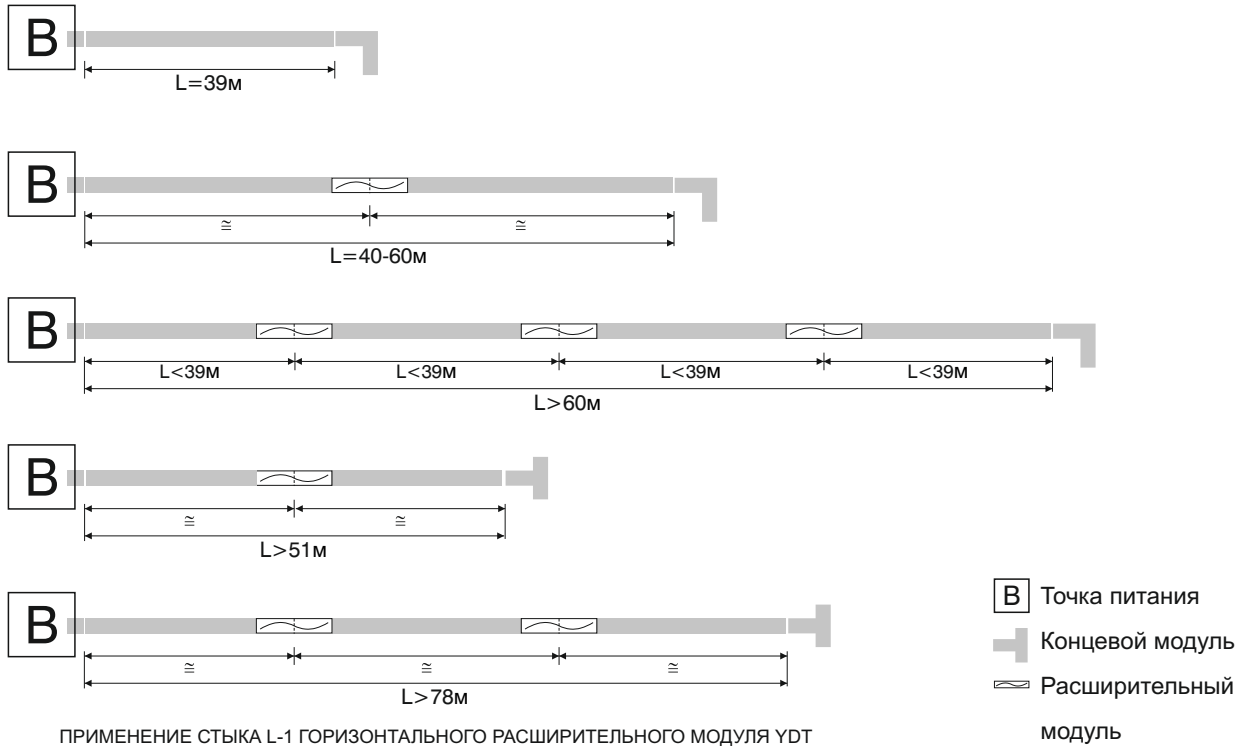 B
L=39м
B
≅ ≅
L=40-60м
B
L<39м L<39м L<39м L<39м
L>60м
B
≅ ≅
L>51м
B
≅ ≅ ≅
L>78м
B Точка питания
Концевой модуль
Расширительный
модуль
ПРИМЕНЕНИЕ СТЫКА L-1 ГОРИЗОНТАЛЬНОГО РАСШИРИТЕЛЬНОГО МОДУЛЯ YDT